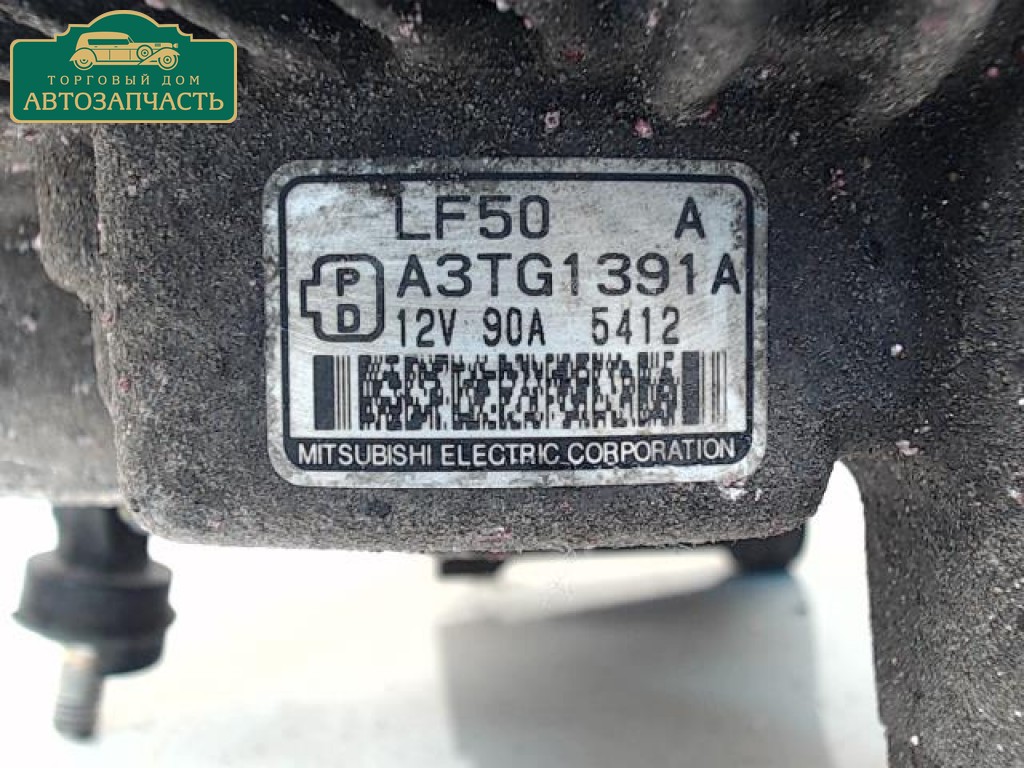 ТОРГОВЫЙ ДОМ
АВТОЗАПЧАСТЬ
LF50 A
P
D
A3TG1391A
12V 90A 5412
MITSUBISHI ELECTRIC CORPORATION